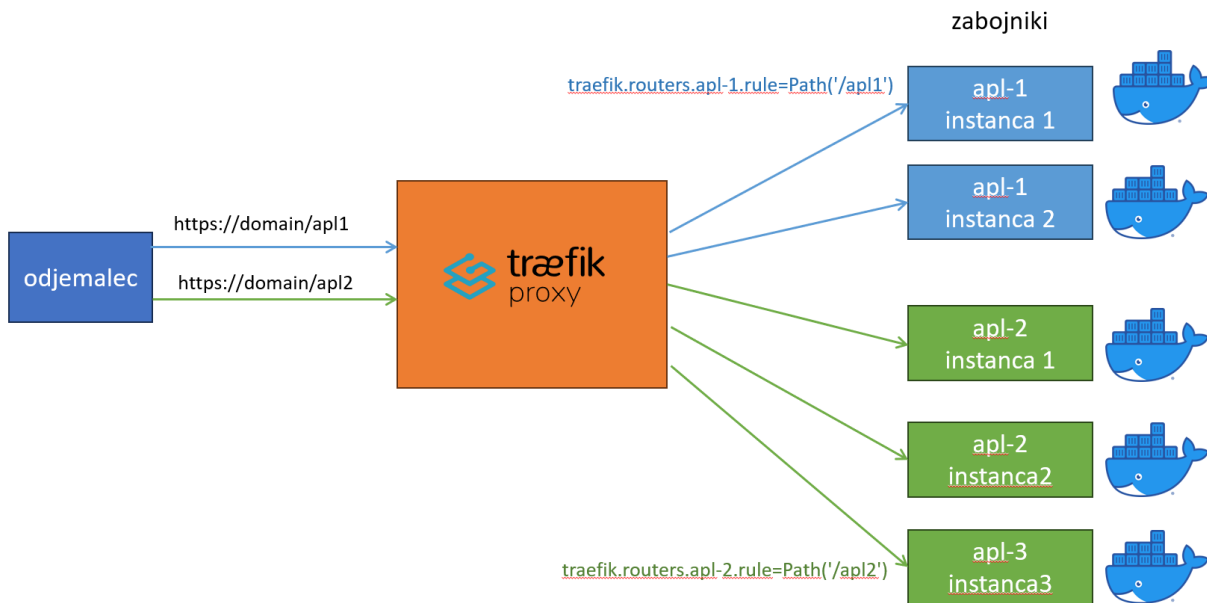 zabojniki
traefik.routers.apl-1.rule=Path('/apl1')
apl-1
instanca 1
apl-1
instanca 2
https://domain/apl1
odjemalec
https://domain/apl2
træfik
proxy
apl-2
instanca 1
apl-2
instanca2
traefik.routers.apl-2.rule=Path('/apl2')
apl-3
instanca3